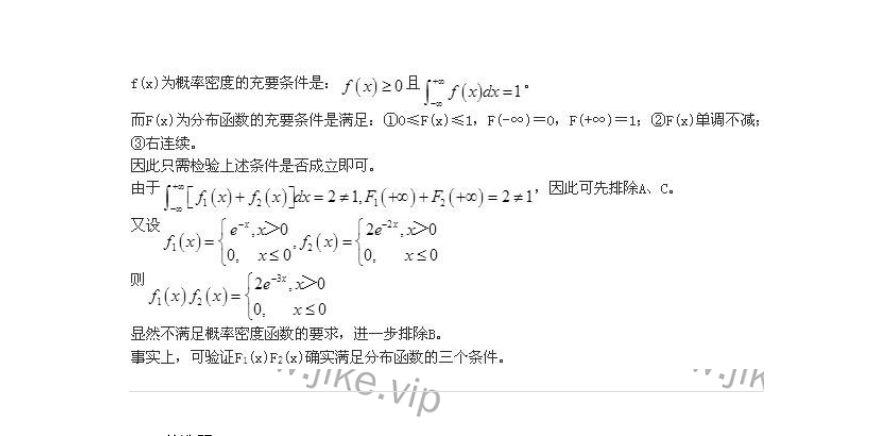 f(x)为概率密度的充要条件是：f(x)≥0且∫_{-∞}^{+∞} f(x)dx=1。
而F(x)为分布函数的充要条件是满足：①0≤F(x)≤1，F(-∞)=0，F(+∞)=1；②F(x)单调不减；
③右连续。
因此只需检验上述条件是否成立即可。
由于∫_{-∞}^{+∞}[f₁(x)+f₂(x)]dx=2≠1,F₁(+∞)+F₂(+∞)=2≠1，因此可先排除A、C。
又设 f₁(x)={e^{-x},x>0 0, x≤0, f₂(x)={2e^{-2x},x>0 0, x≤0
则 f₁(x)f₂(x)={2e^{-3x},x>0 0, x≤0
显然不满足概率密度函数的要求，进一步排除B。
事实上，可验证F₁(x)F₂(x)确实满足分布函数的三个条件。
w.jike.vip
w.jik